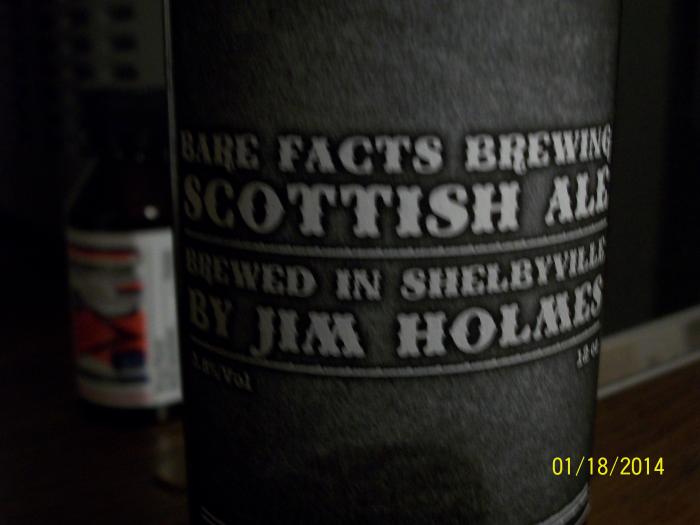 BARE FACTS BREWING
SCOTTISH ALE
BREWED IN SHELBYVILLE
BY JIM HOLMES
01/18/2014